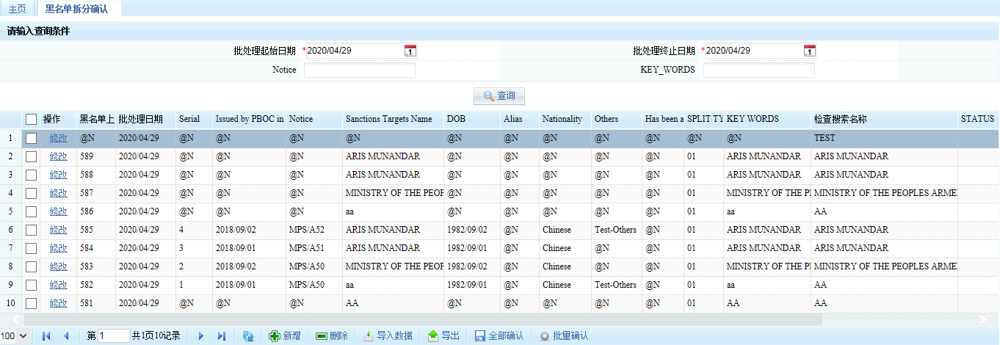 主页 黑名单拆分确认
请输入查询条件
批处理起始日期 *2020/04/29 批处理终止日期 *2020/04/29
Notice KEY_WORDS
查询
操作 黑名单上 批处理日期 Serial Issued by PBOC in Notice Sanctions Targets Name DOB Alias Nationality Others Has been a SPLIT TY KEY WORDS 检查搜索名称 STATUS
1 修改 @N 2020/04/29 @N @N @N @N @N @N @N @N @N @N @N TEST
2 修改 589 2020/04/29 @N @N @N ARIS MUNANDAR @N @N @N @N @N 01 ARIS MUNANDAR ARIS MUNANDAR
3 修改 588 2020/04/29 @N @N @N ARIS MUNANDAR @N @N @N @N @N 01 ARIS MUNANDAR ARIS MUNANDAR
4 修改 587 2020/04/29 @N @N @N MINISTRY OF THE PEOP @N @N @N @N @N 01 MINISTRY OF THE P MINISTRY OF THE PEOPLES ARME
5 修改 586 2020/04/29 @N @N @N aa @N @N @N @N @N 01 aa AA
6 修改 585 2020/04/29 4 2018/09/02 MPS/A52 ARIS MUNANDAR 1982/09/02 @N Chinese Test-Others @N 01 ARIS MUNANDAR ARIS MUNANDAR
7 修改 584 2020/04/29 3 2018/09/01 MPS/A51 ARIS MUNANDAR 1982/09/01 @N Chinese @N @N 01 ARIS MUNANDAR ARIS MUNANDAR
8 修改 583 2020/04/29 2 2018/09/02 MPS/A50 MINISTRY OF THE PEOP 1982/09/02 @N Chinese @N @N 01 MINISTRY OF THE P MINISTRY OF THE PEOPLES ARME
9 修改 582 2020/04/29 1 2018/09/01 MPS/A50 aa 1982/09/01 @N Chinese Test-Others @N 01 aa AA
10 修改 581 2020/04/29 @N @N @N AA @N @N @N @N @N 01 AA AA
100 第 1 共1页10记录 新增 删除 导入数据 导出 全部确认 批量确认